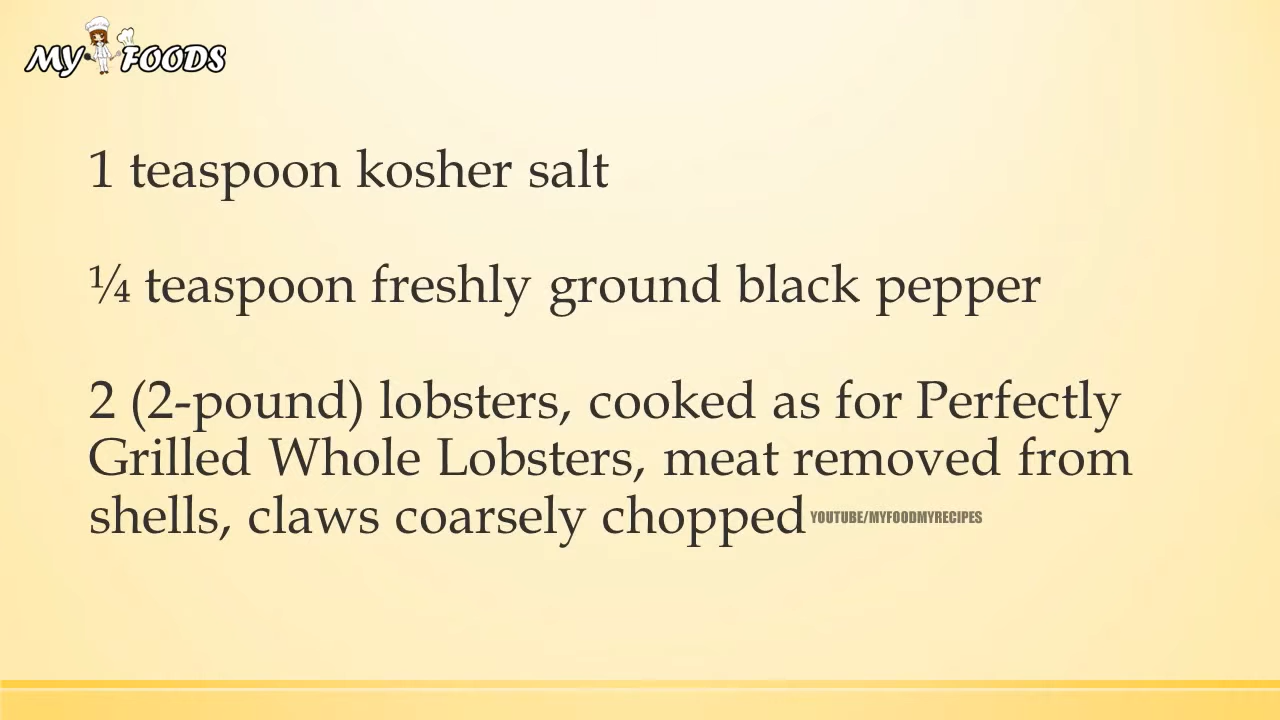 MY FOODS
1 teaspoon kosher salt
¼ teaspoon freshly ground black pepper
2 (2-pound) lobsters, cooked as for Perfectly
Grilled Whole Lobsters, meat removed from
shells, claws coarsely chopped YOUTUBE/MYFOODMYRECIPES